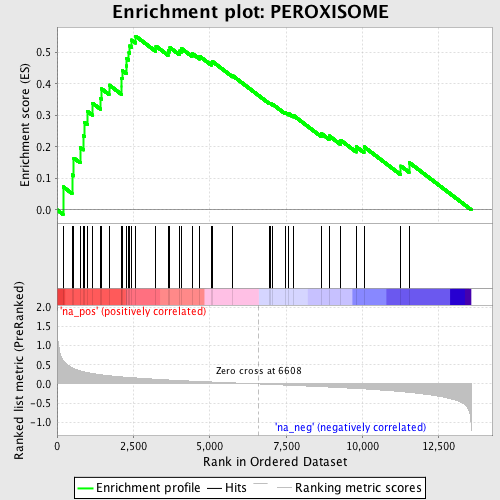 Enrichment plot: PEROXISOME
Enrichment score (ES)
0.5
0.4
0.3
0.2
0.1
0.0
'na_pos' (positively correlated)
Ranked list metric (PreRanked)
2.0
1.5
1.0
0.5
0.0
-0.5
-1.0
Zero cross at 6608
'na_neg' (negatively correlated)
0
2,500
5,000
7,500
10,000
12,500
Rank in Ordered Dataset
Enrichment profile
Hits
Ranking metric scores